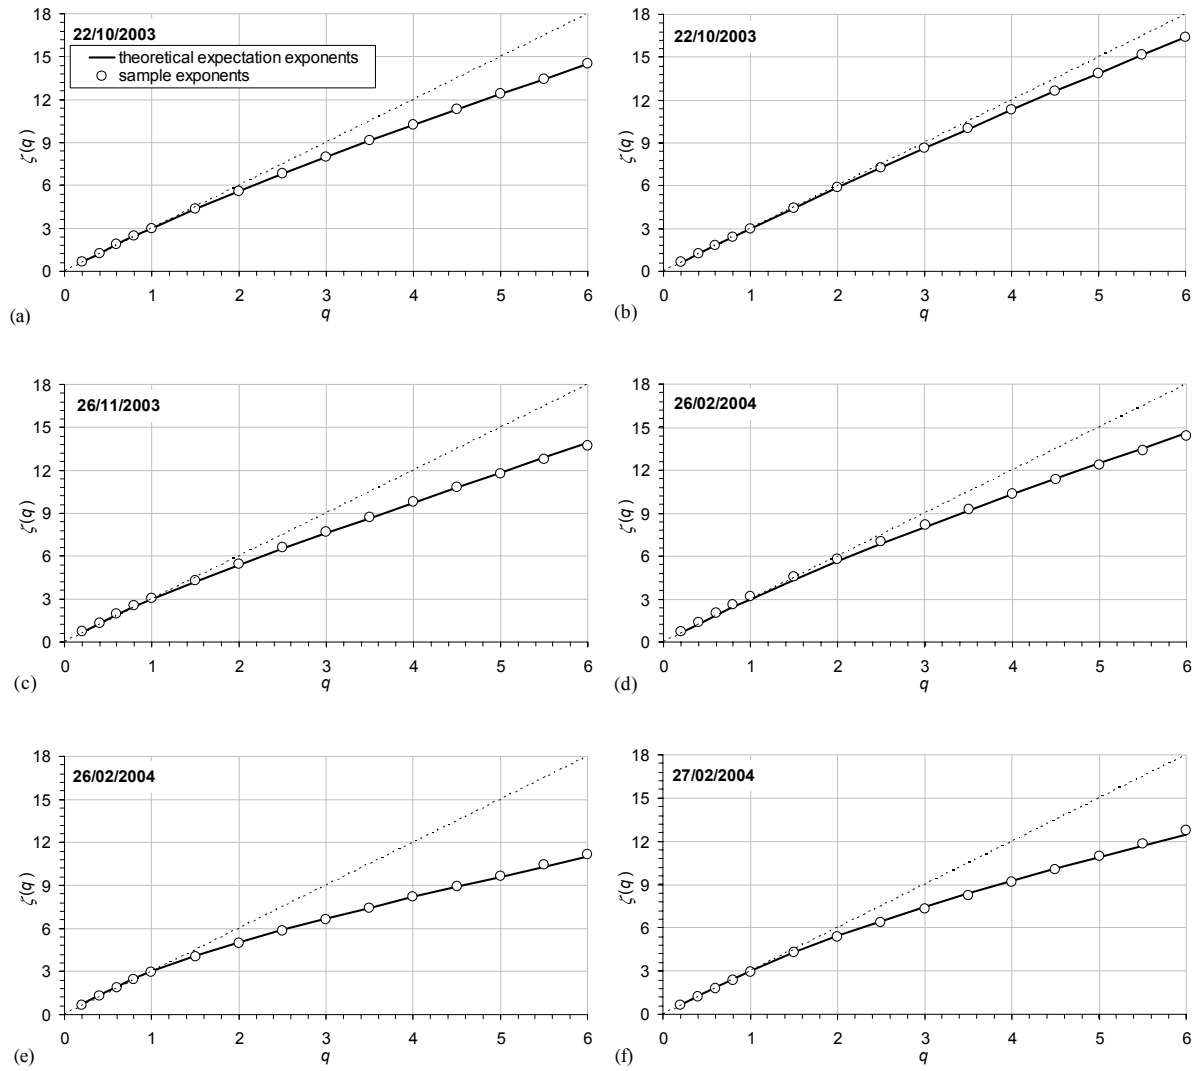 22/10/2003
theoretical expectation exponents
sample exponents
18
15
12
9
6
3
0
ζ(q)
0 1 2 3 4 5 6
q
(a)
22/10/2003
18
15
12
9
6
3
0
ζ(q)
0 1 2 3 4 5 6
q
(b)
26/11/2003
18
15
12
9
6
3
0
ζ(q)
0 1 2 3 4 5 6
q
(c)
26/02/2004
18
15
12
9
6
3
0
ζ(q)
0 1 2 3 4 5 6
q
(d)
26/02/2004
18
15
12
9
6
3
0
ζ(q)
0 1 2 3 4 5 6
q
(e)
27/02/2004
18
15
12
9
6
3
0
ζ(q)
0 1 2 3 4 5 6
q
(f)